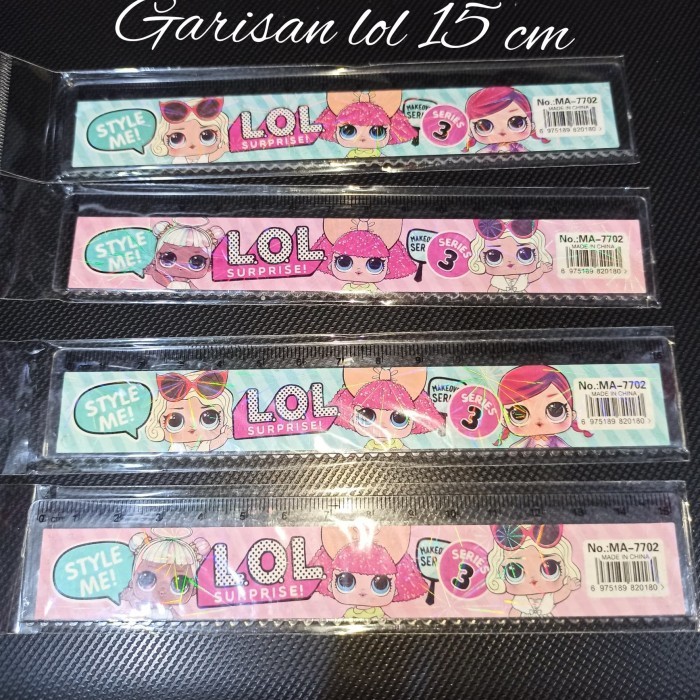 Garisan lol 15 cm
STYLE ME!
L.O.L.
SURPRISE!
SERIES
3
No.:MA-7702
MADE IN CHINA
6 975189 820180 >
STYLE ME!
L.O.L.
SURPRISE!
SERIES
3
No.:MA-7702
MADE IN CHINA
6 975189 820180 >
STYLE ME!
L.O.L.
SURPRISE!
SERIES
3
No.:MA-7702
MADE IN CHINA
6 975189 820180 >
STYLE ME!
L.O.L.
SURPRISE!
SERIES
3
No.:MA-7702
MADE IN CHINA
6 975189 820180 >